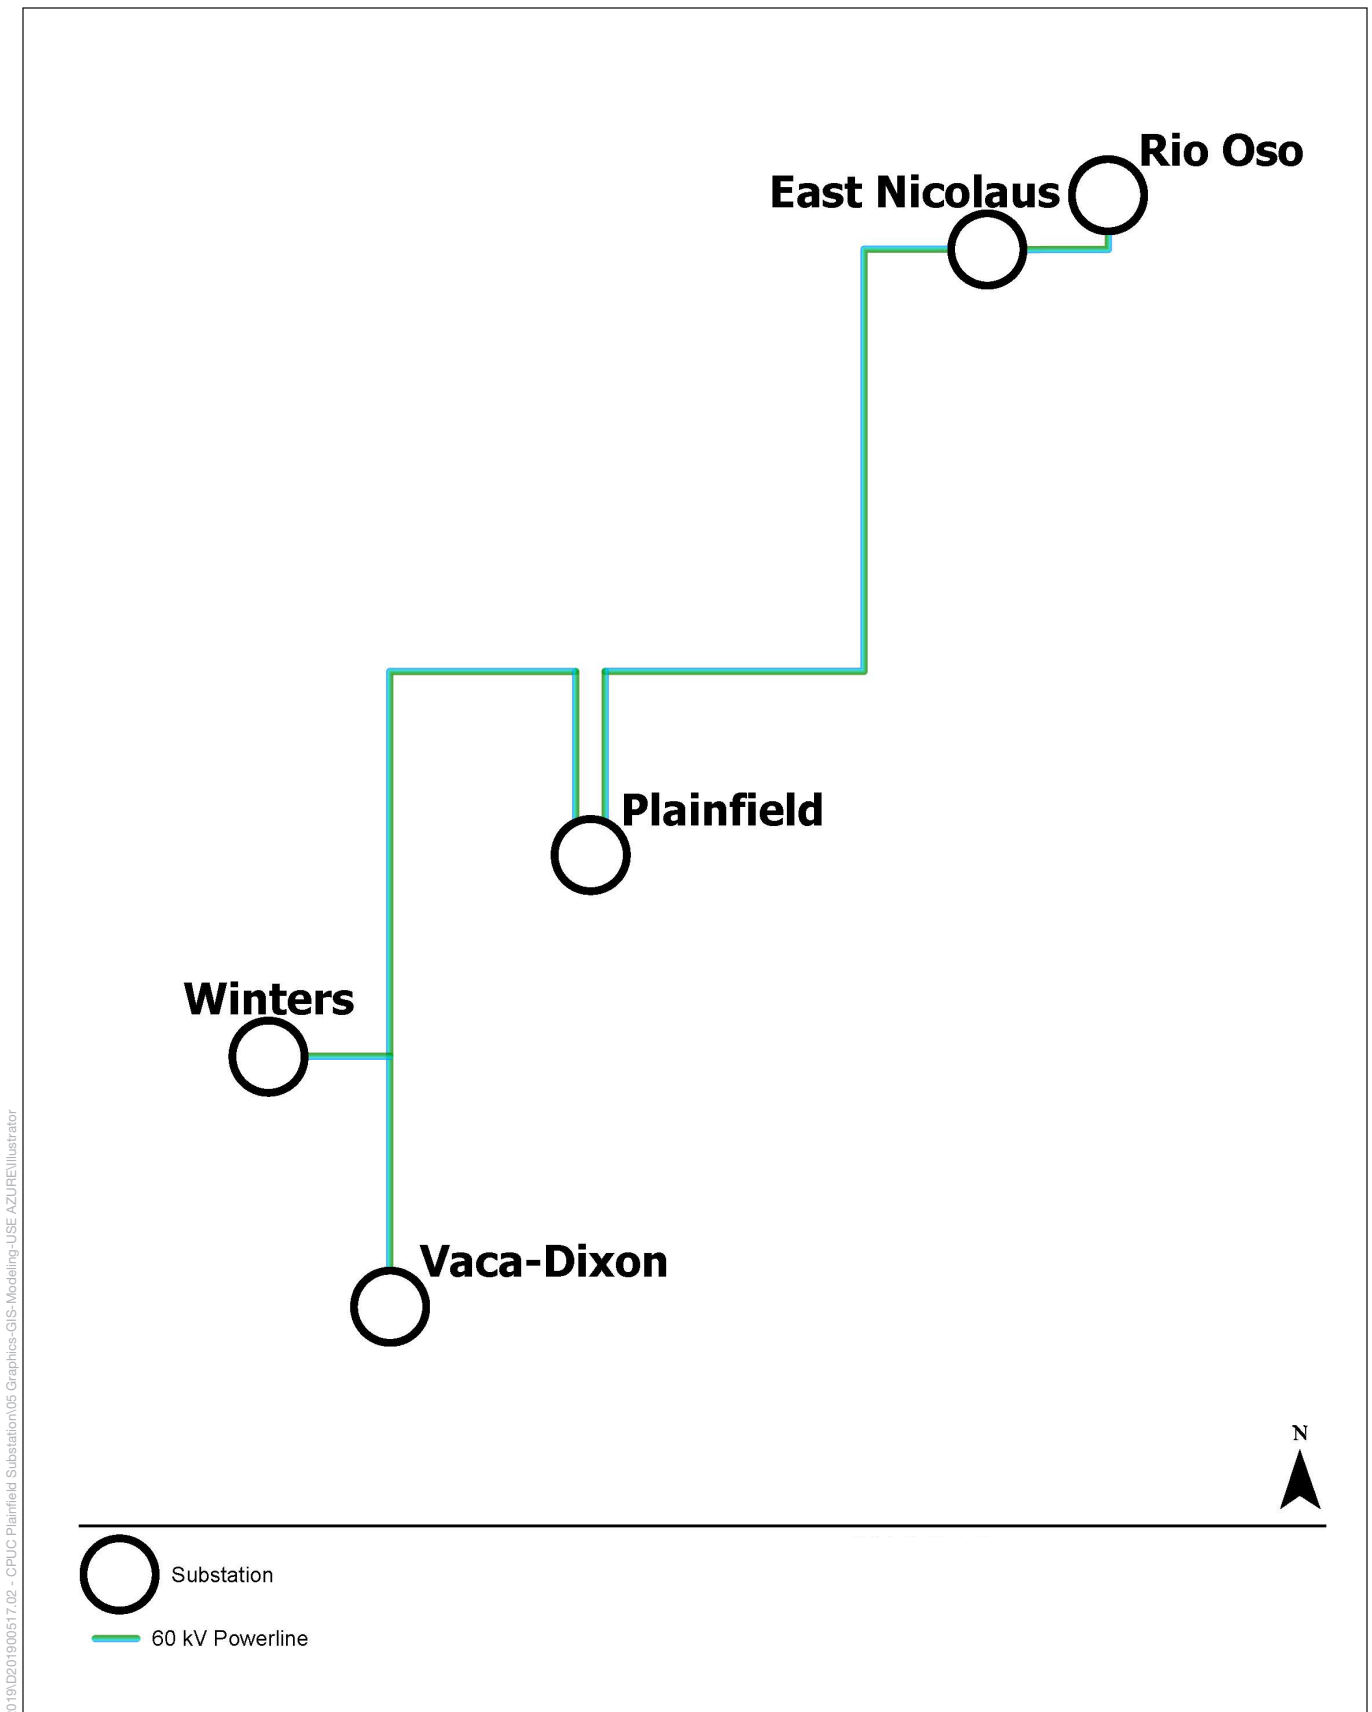 Rio Oso
East Nicolaus
Plainfield
Winters
Vaca-Dixon
N
Substation
60 kV Powerline
019\D201900517.02 - CPUC Plainfield Substation\05 Graphics-GIS-Modeling-USE AZURE\Illustrator